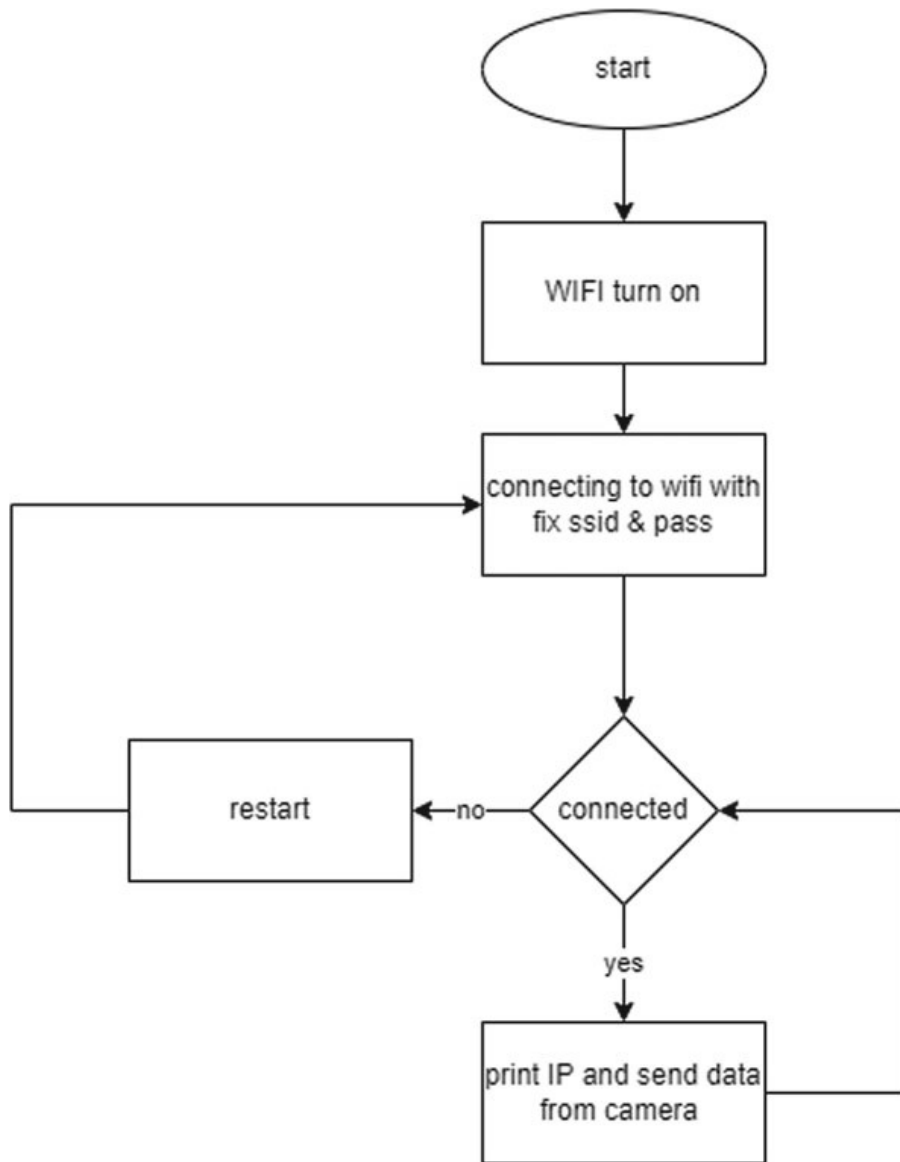 start
WIFI turn on
connecting to wifi with
fix ssid & pass
restart
no
connected
yes
print IP and send data
from camera